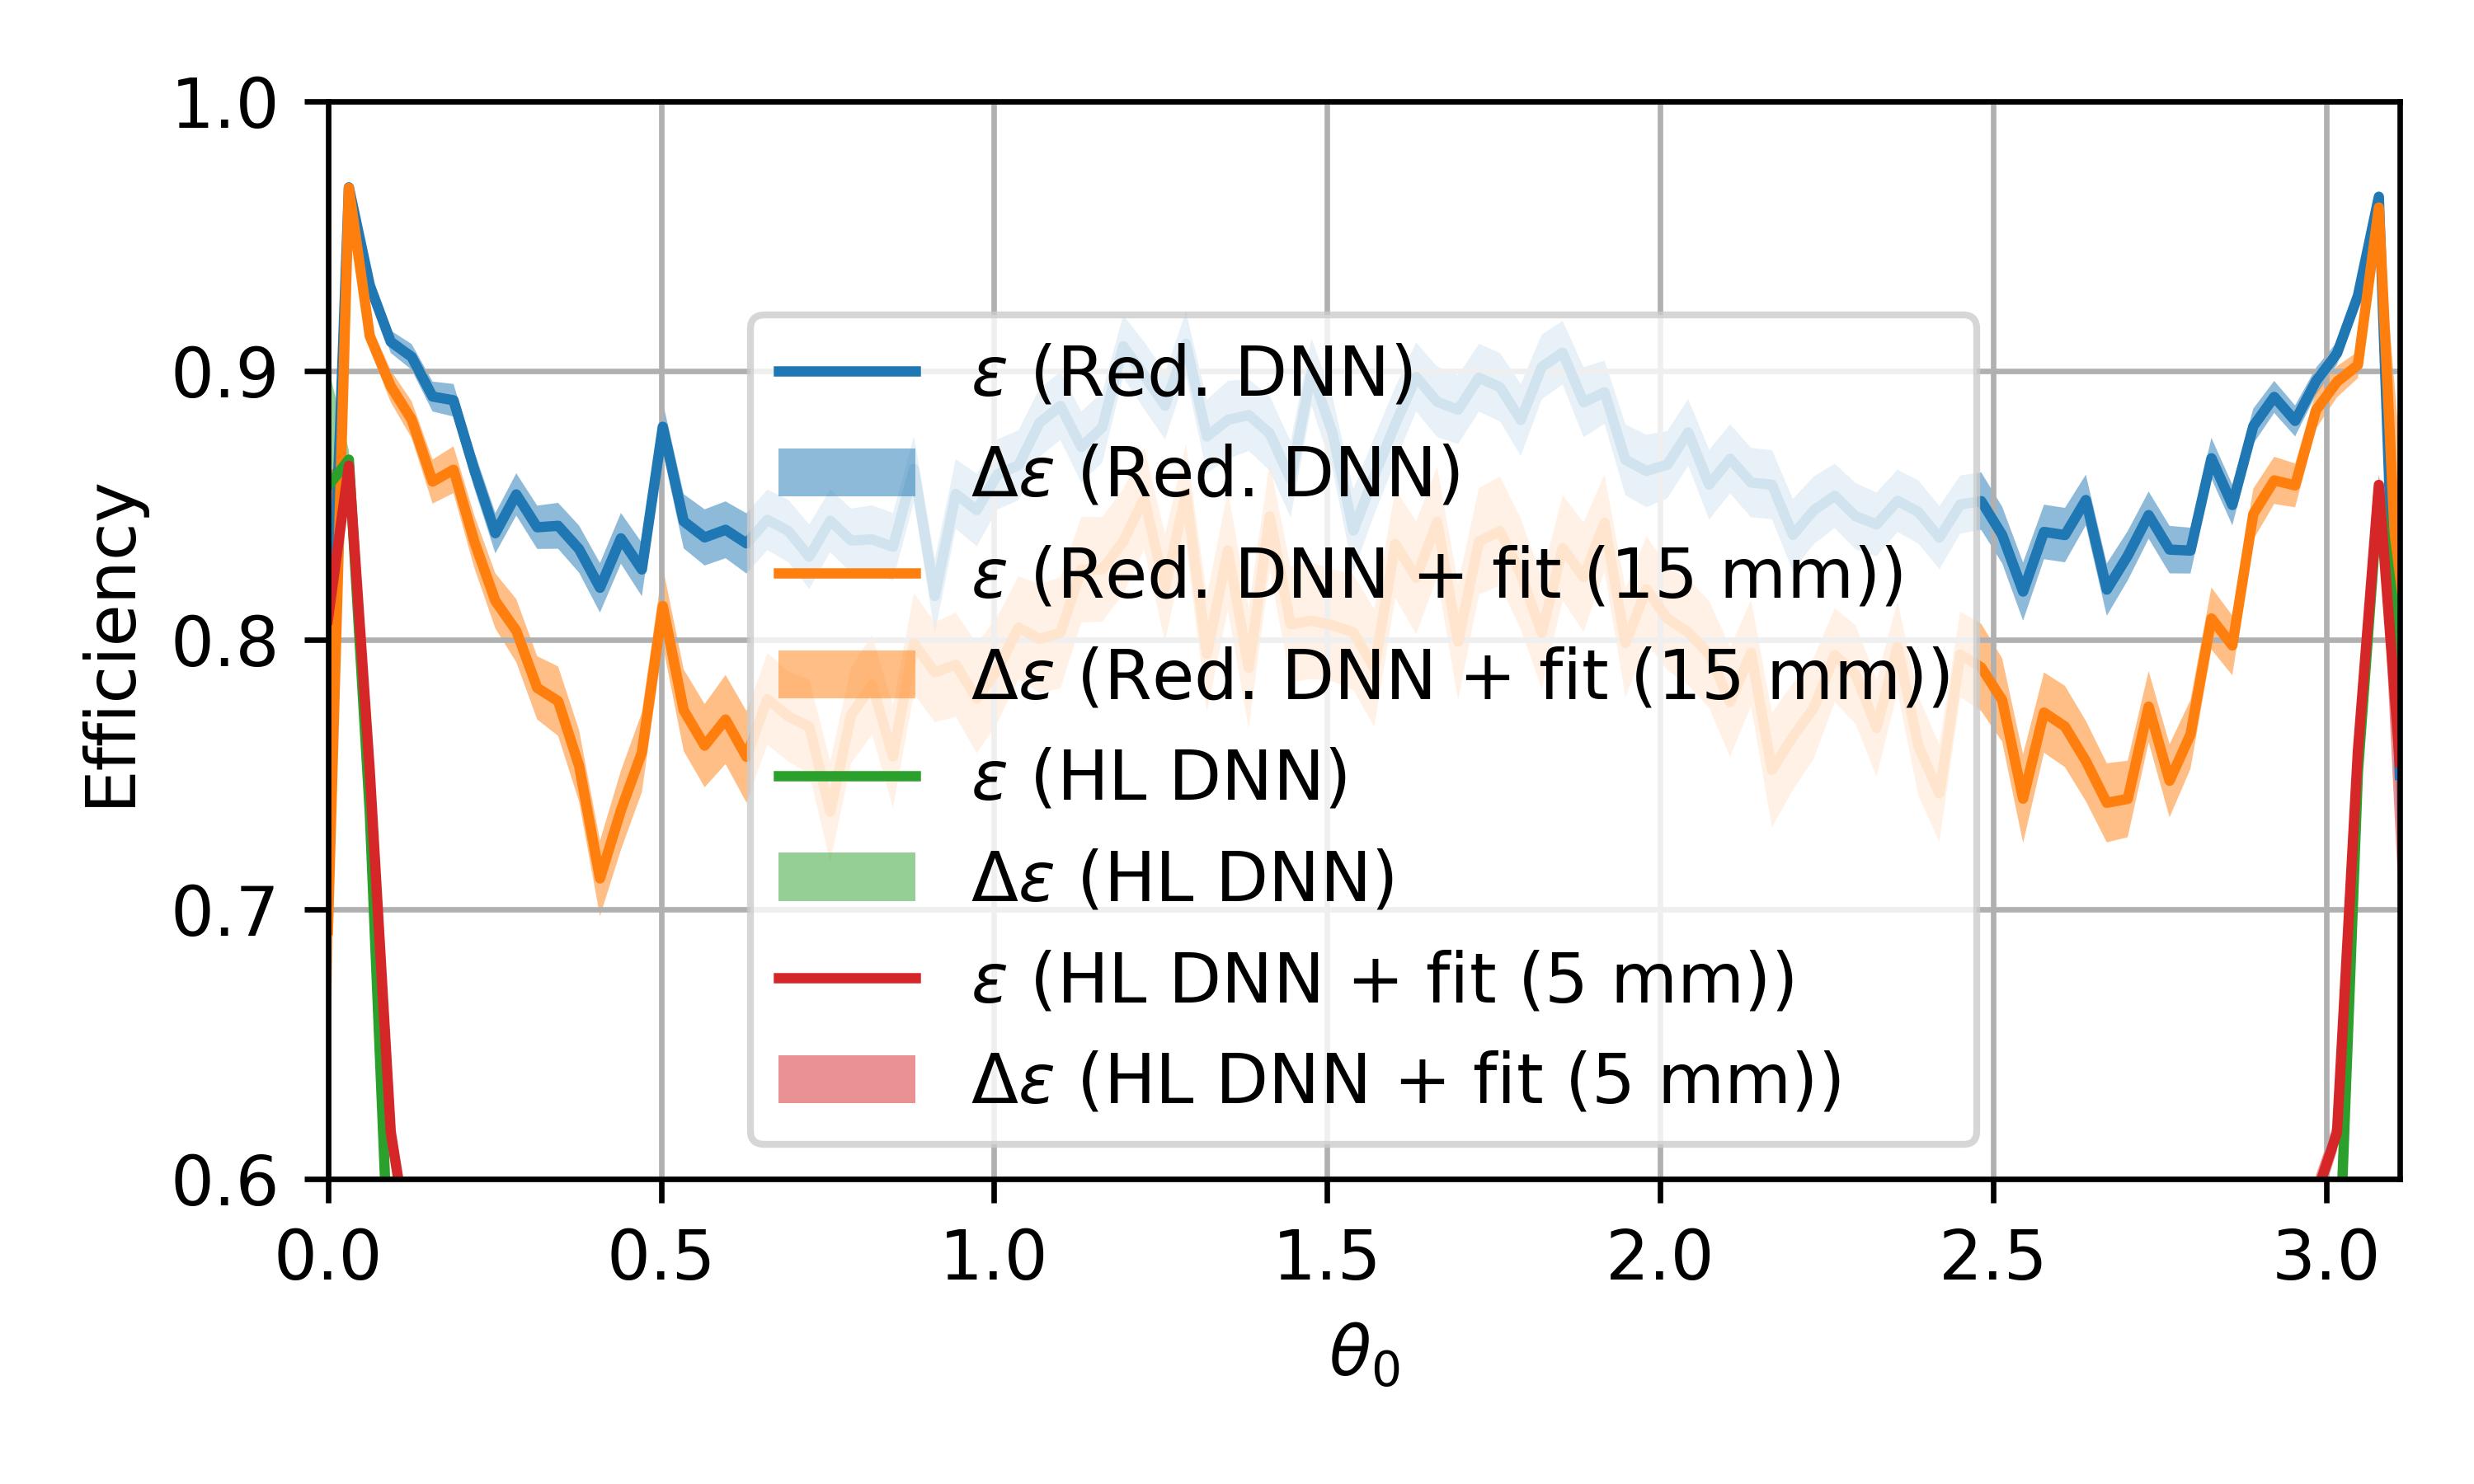 1.0
0.9
0.8
0.7
0.6
Efficiency
ε (Red. DNN)
Δε (Red. DNN)
ε (Red. DNN + fit (15 mm))
Δε (Red. DNN + fit (15 mm))
ε (HL DNN)
Δε (HL DNN)
ε (HL DNN + fit (5 mm))
Δε (HL DNN + fit (5 mm))
0.0 0.5 1.0 1.5 2.0 2.5 3.0
θ₀